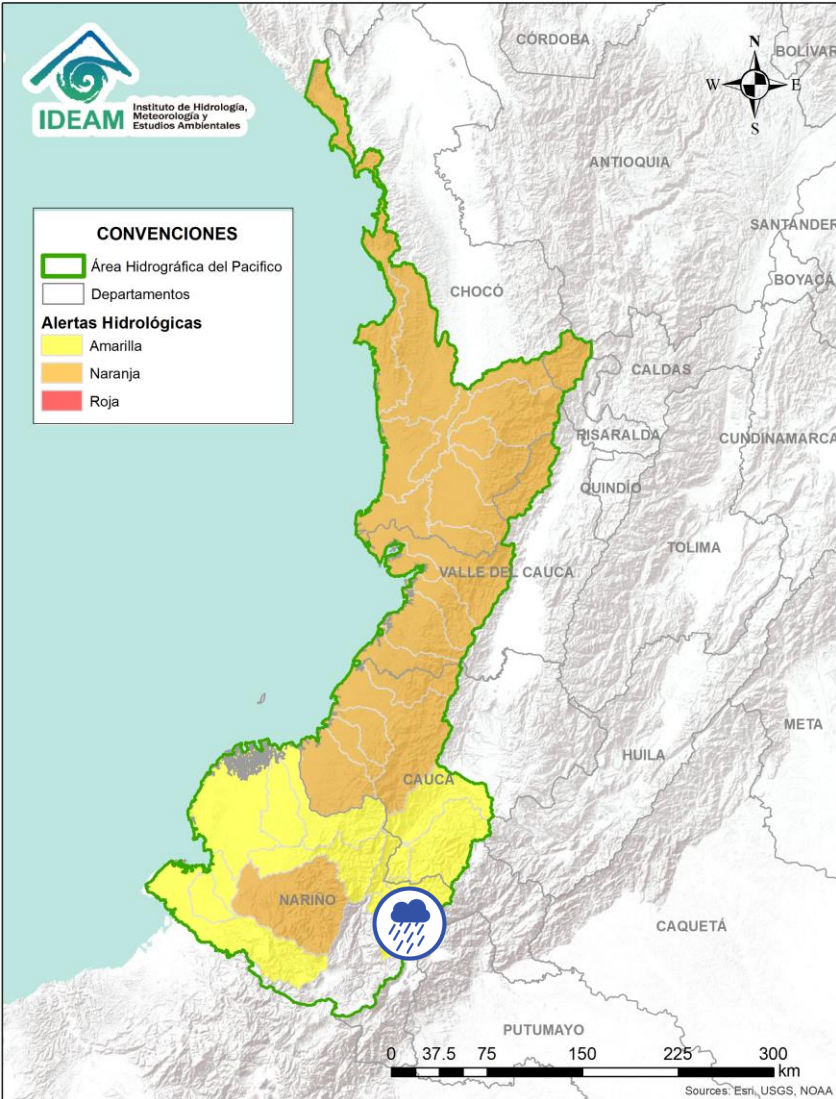 IDEAM
Instituto de Hidrología,
Meteorología y
Estudios Ambientales
N
W E
S
CONVENCIONES
Área Hidrográfica del Pacifico
Departamentos
Alertas Hidrológicas
Amarilla
Naranja
Roja
CÓRDOBA
BOLÍVAR
ANTIOQUIA
SANTANDER
BOYACÁ
CHOCÓ
CALDAS
RISARALDA
CUNDINAMARCA
QUINDÍO
TOLIMA
VALLE DEL CAUCA
META
HUILA
CAUCA
NARIÑO
CAQUETÁ
PUTUMAYO
0 37.5 75 150 225 300
km
Sources: Esri, USGS, NOAA